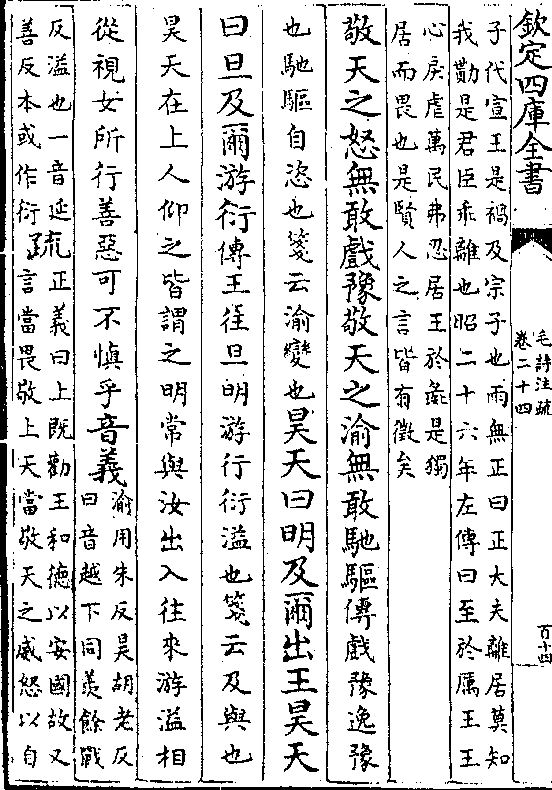 欽定四庫全書
毛詩注疏
卷二十四
百十四
子代宣王是禍及宗子也雨無正曰正大夫離居莫知
我勩是君臣乖離也昭二十六年左傳曰至於厲王王
心戾虐萬民弗忍居王於彘是獨
居而畏也是賢人之言皆有徵矣
敬天之怒無敢戲豫敬天之渝無敢馳驅傳戲豫逸豫
也馳驅自恣也箋云渝變也昊天曰明及爾出王昊天
曰旦及爾游衍傳王往旦明游行衍溢也箋云及與也
昊天在上人仰之皆謂之明常與汝出入往來游溢相
從視女所行善惡可不慎乎音義
渝用朱反昊胡老反
曰音越下同羡餘戰
反溢也一音延
善反本或作衍
疏
正義曰上既勸王和德以安國故又
言當畏敬上天當敬天之威怒以自